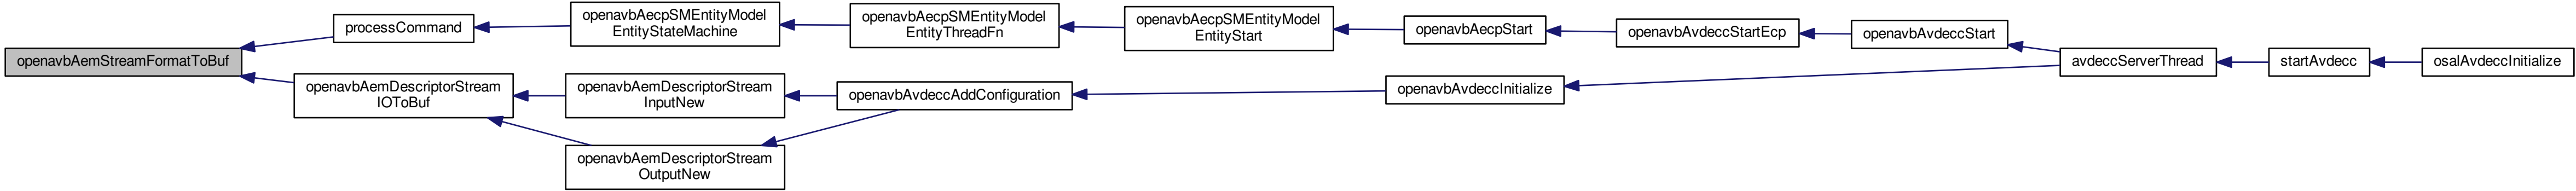 openavbAemStreamFormatToBuf
processCommand
openavbAecpSMEntityModel
EntityStateMachine
openavbAecpSMEntityModel
EntityThreadFn
openavbAecpSMEntityModel
EntityStart
openavbAecpStart
openavbAvdeccStartEcp
openavbAvdeccStart
avdeccServerThread
startAvdecc
osalAvdeccInitialize
openavbAemDescriptorStream
IOToBuf
openavbAemDescriptorStream
InputNew
openavbAvdeccAddConfiguration
openavbAvdeccInitialize
openavbAemDescriptorStream
OutputNew